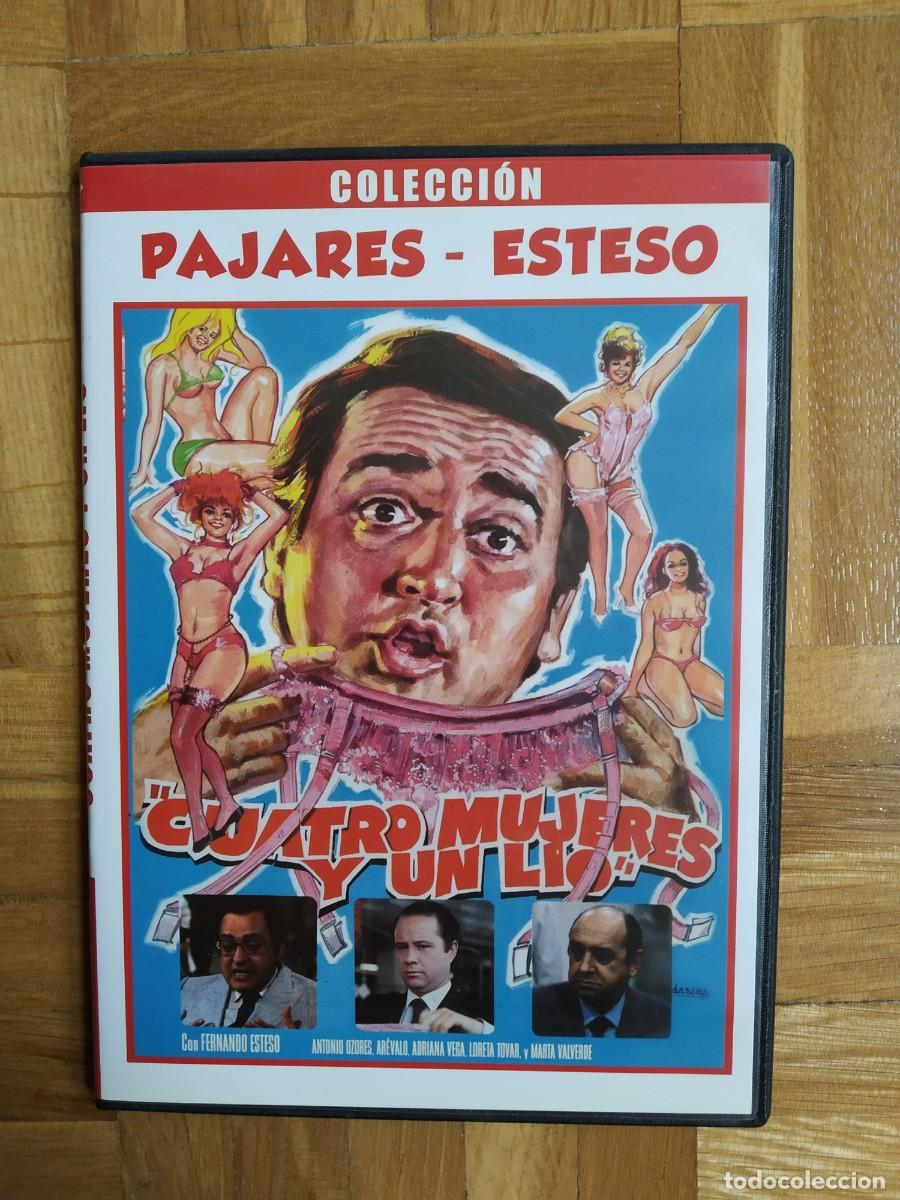 COLECCIÓN
PAJARES - ESTESO
"CUATRO MUJERES
Y UN LIO"
Con FERNANDO ESTESO
ANTONIO OZORES, ARÉVALO, ADRIANA VEGA, LORETA TOVAR, y MARTA VALVERDE
todocoleccion